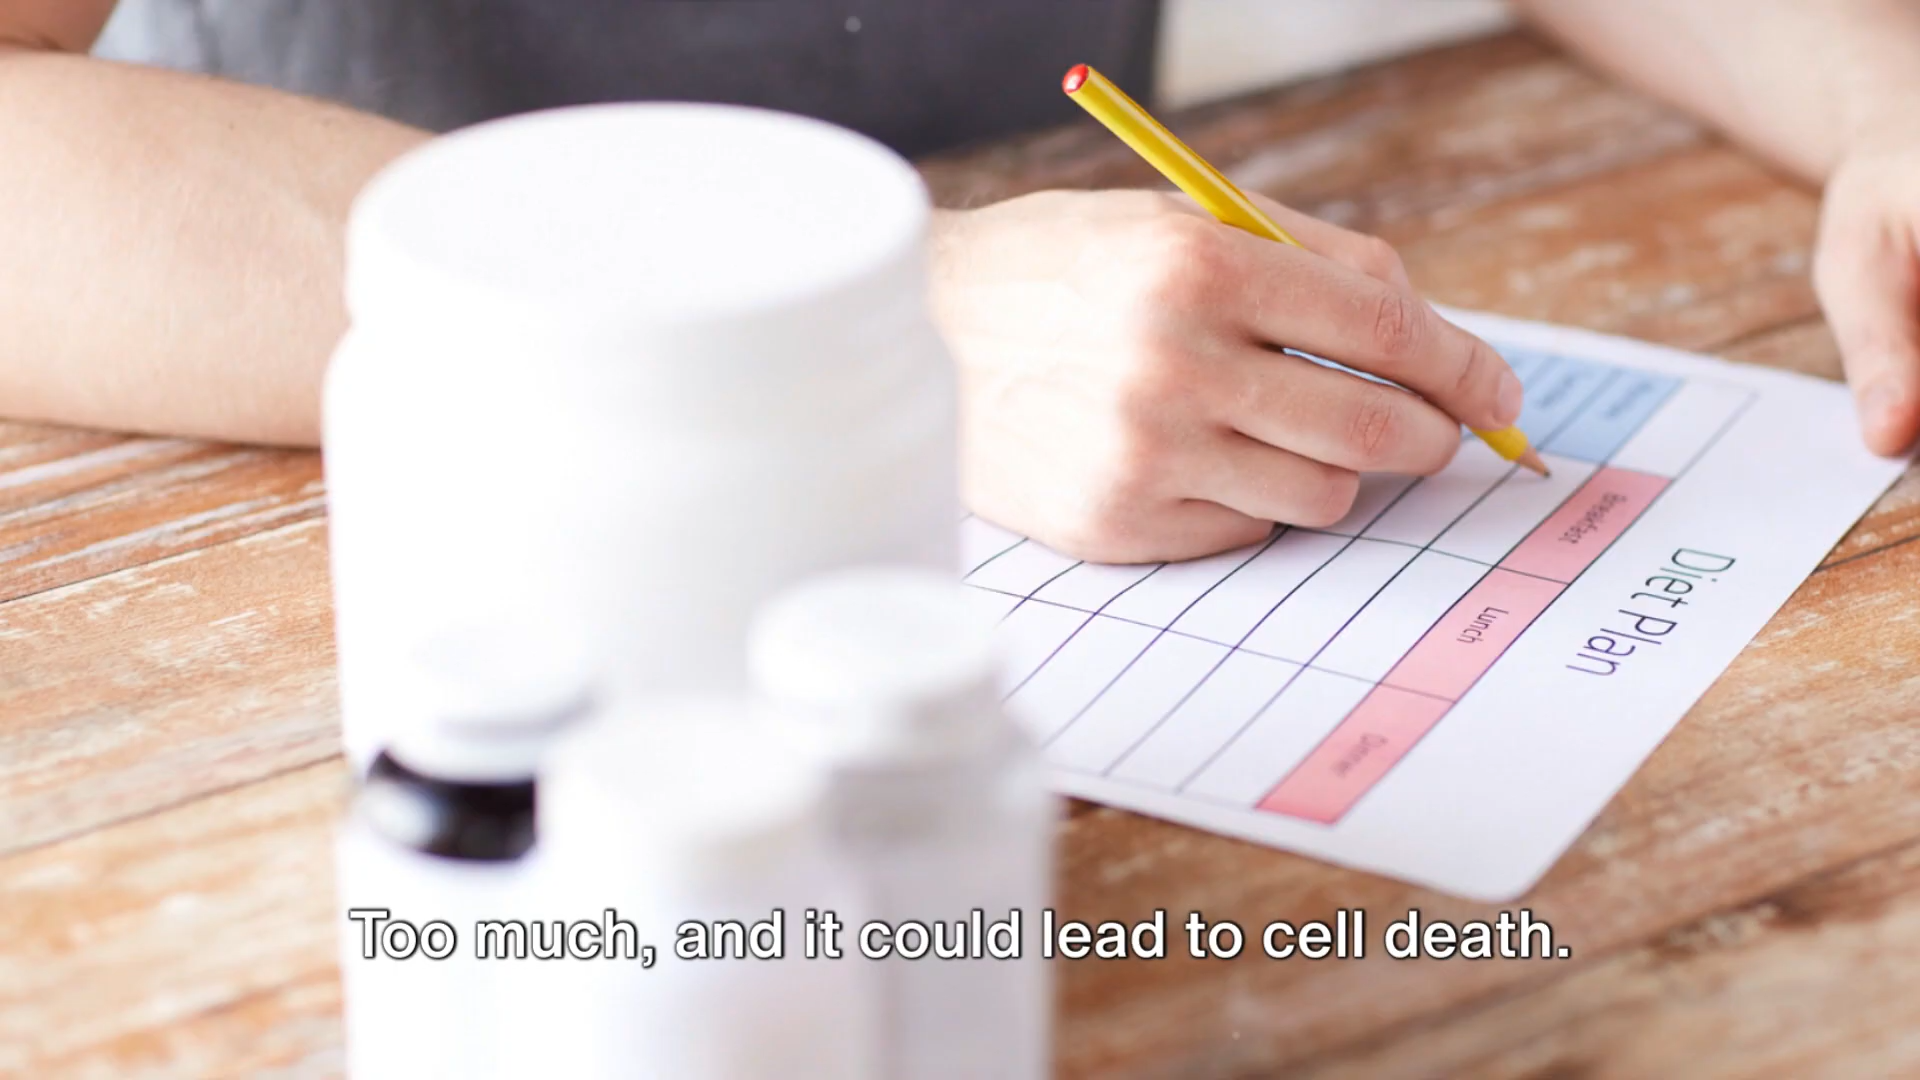 Diet Plan
Breakfast
Lunch
Dinner
Too much, and it could lead to cell death.